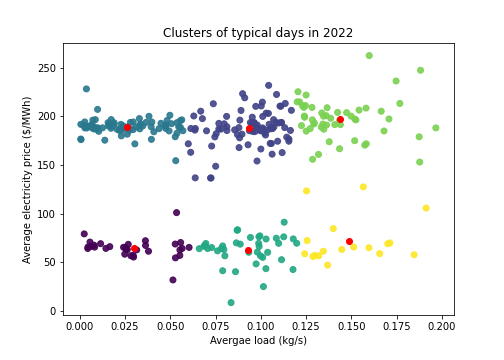 Clusters of typical days in 2022
Average electricity price ($/MWh)
250
200
150
100
50
0
0.000 0.025 0.050 0.075 0.100 0.125 0.150 0.175 0.200
Avergae load (kg/s)